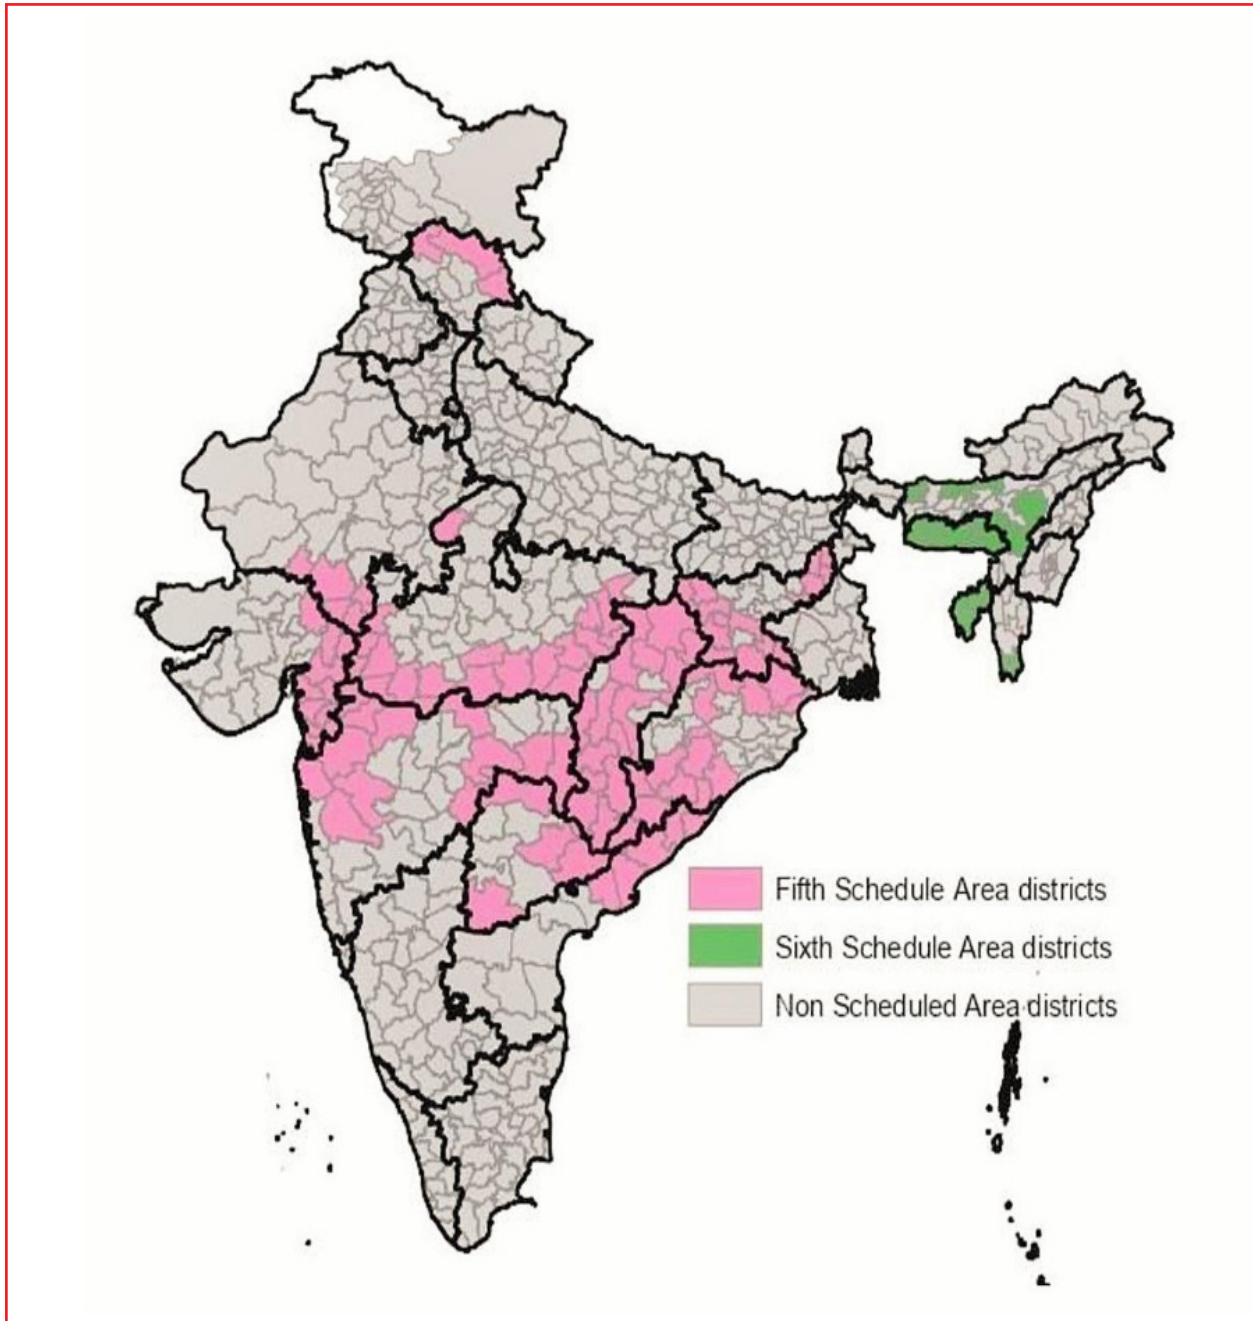 Fifth Schedule Area districts
Sixth Schedule Area districts
Non Scheduled Area districts